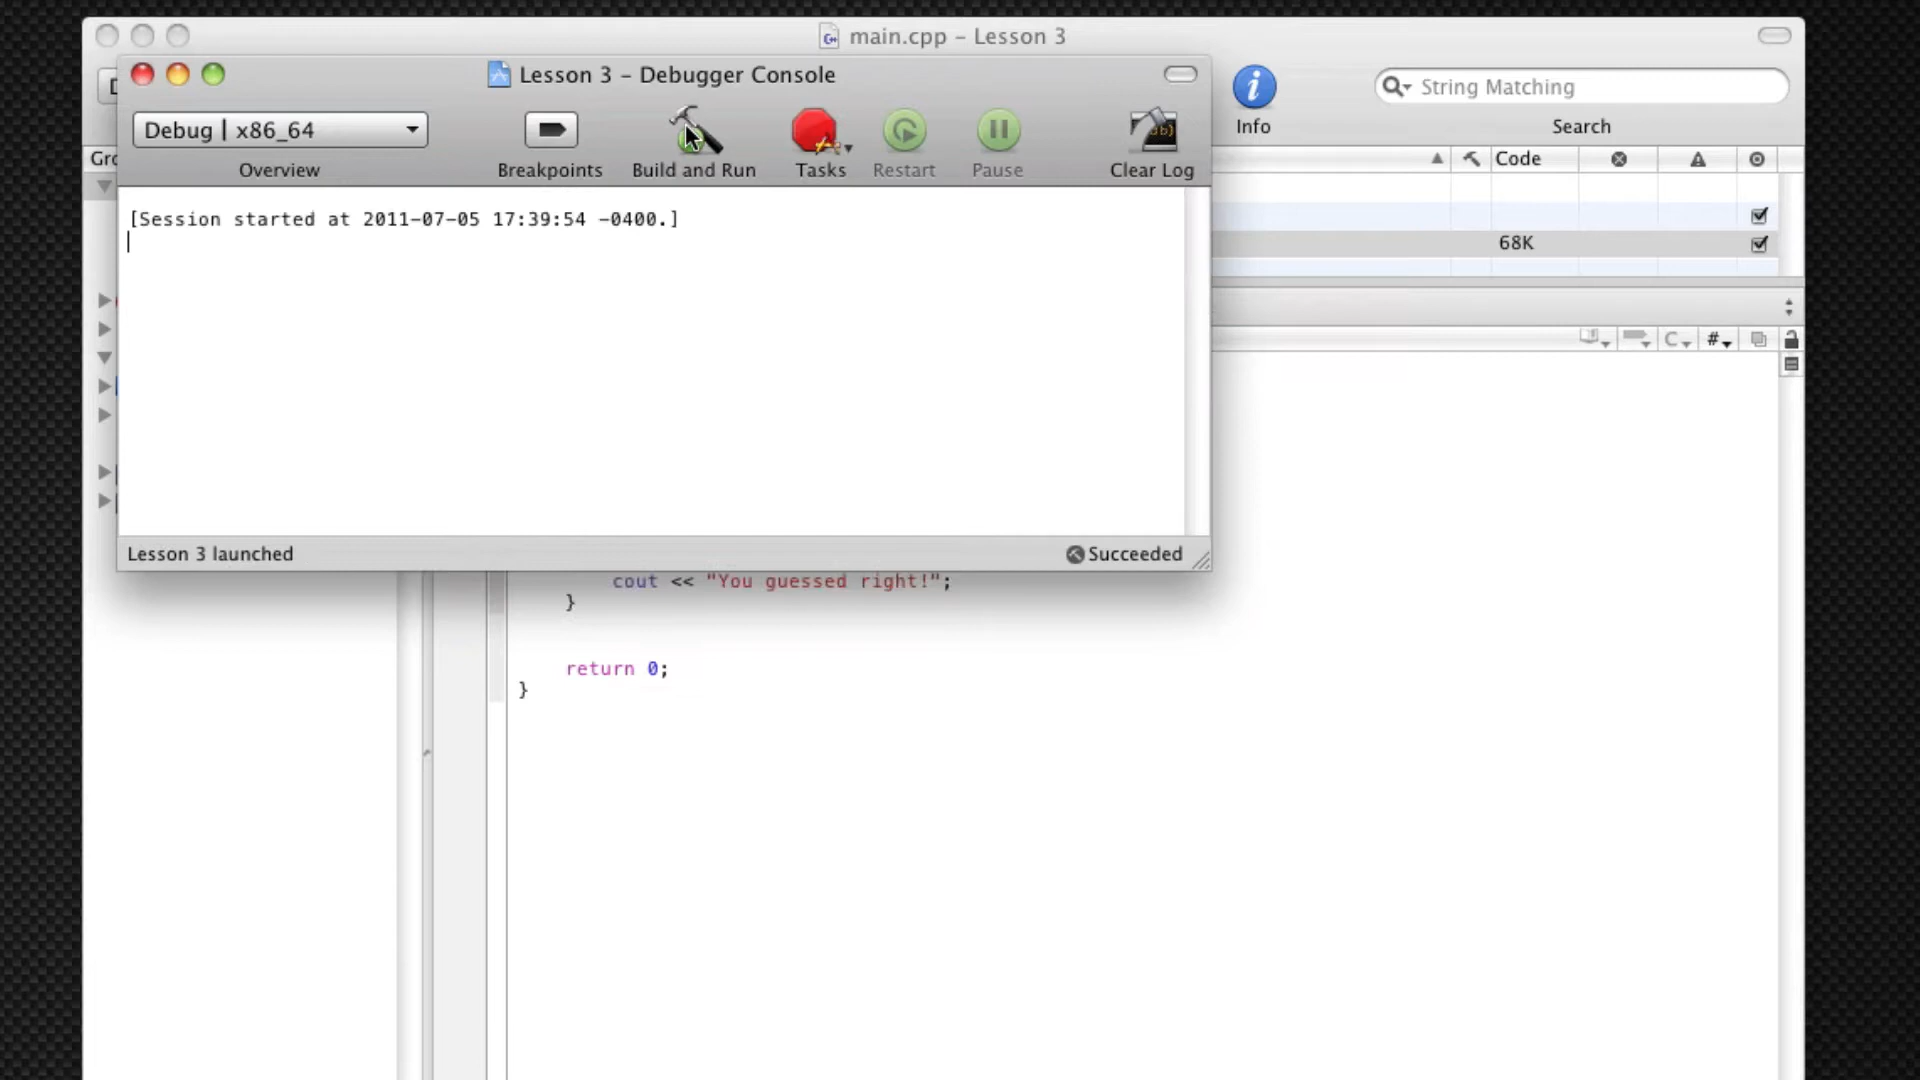 main.cpp – Lesson 3
Lesson 3 – Debugger Console
String Matching
Debug | x86_64
Overview
Breakpoints
Build and Run
Tasks
Restart
Pause
Clear Log
Info
Search
Code
[Session started at 2011-07-05 17:39:54 -0400.]
68K
C
#
Lesson 3 launched
Succeeded
cout << "You guessed right!";
}
return 0;
}